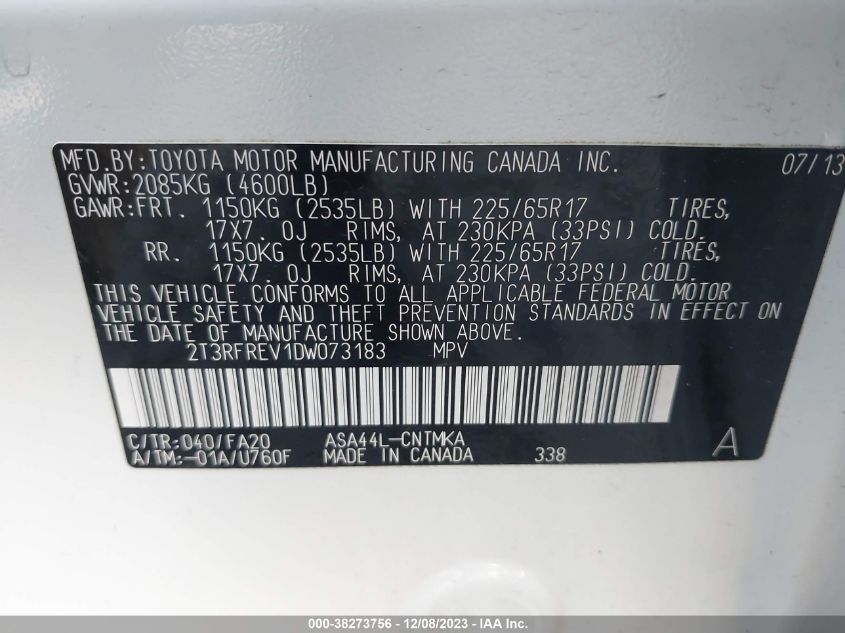 MFD.BY:TOYOTA MOTOR MANUFACTURING CANADA INC. 07/13
GVWR:2085KG (4600LB)
GAWR:FRT. 1150KG (2535LB) WITH 225/65R17 TIRES,
17X7.0J RIMS, AT 230KPA (33PSI) COLD.
RR. 1150KG (2535LB) WITH 225/65R17 TIRES,
17X7.0J RIMS, AT 230KPA (33PSI) COLD.
THIS VEHICLE CONFORMS TO ALL APPLICABLE FEDERAL MOTOR
VEHICLE SAFETY AND THEFT PREVENTION STANDARDS IN EFFECT ON
THE DATE OF MANUFACTURE SHOWN ABOVE.
2T3RFREV1DW073183 MPV
C/TR:040/FA20 ASA44L-CNTMKA
A/TM:-01A/U760F MADE IN CANADA 338 A
000-38273756 - 12/08/2023 - IAA Inc.